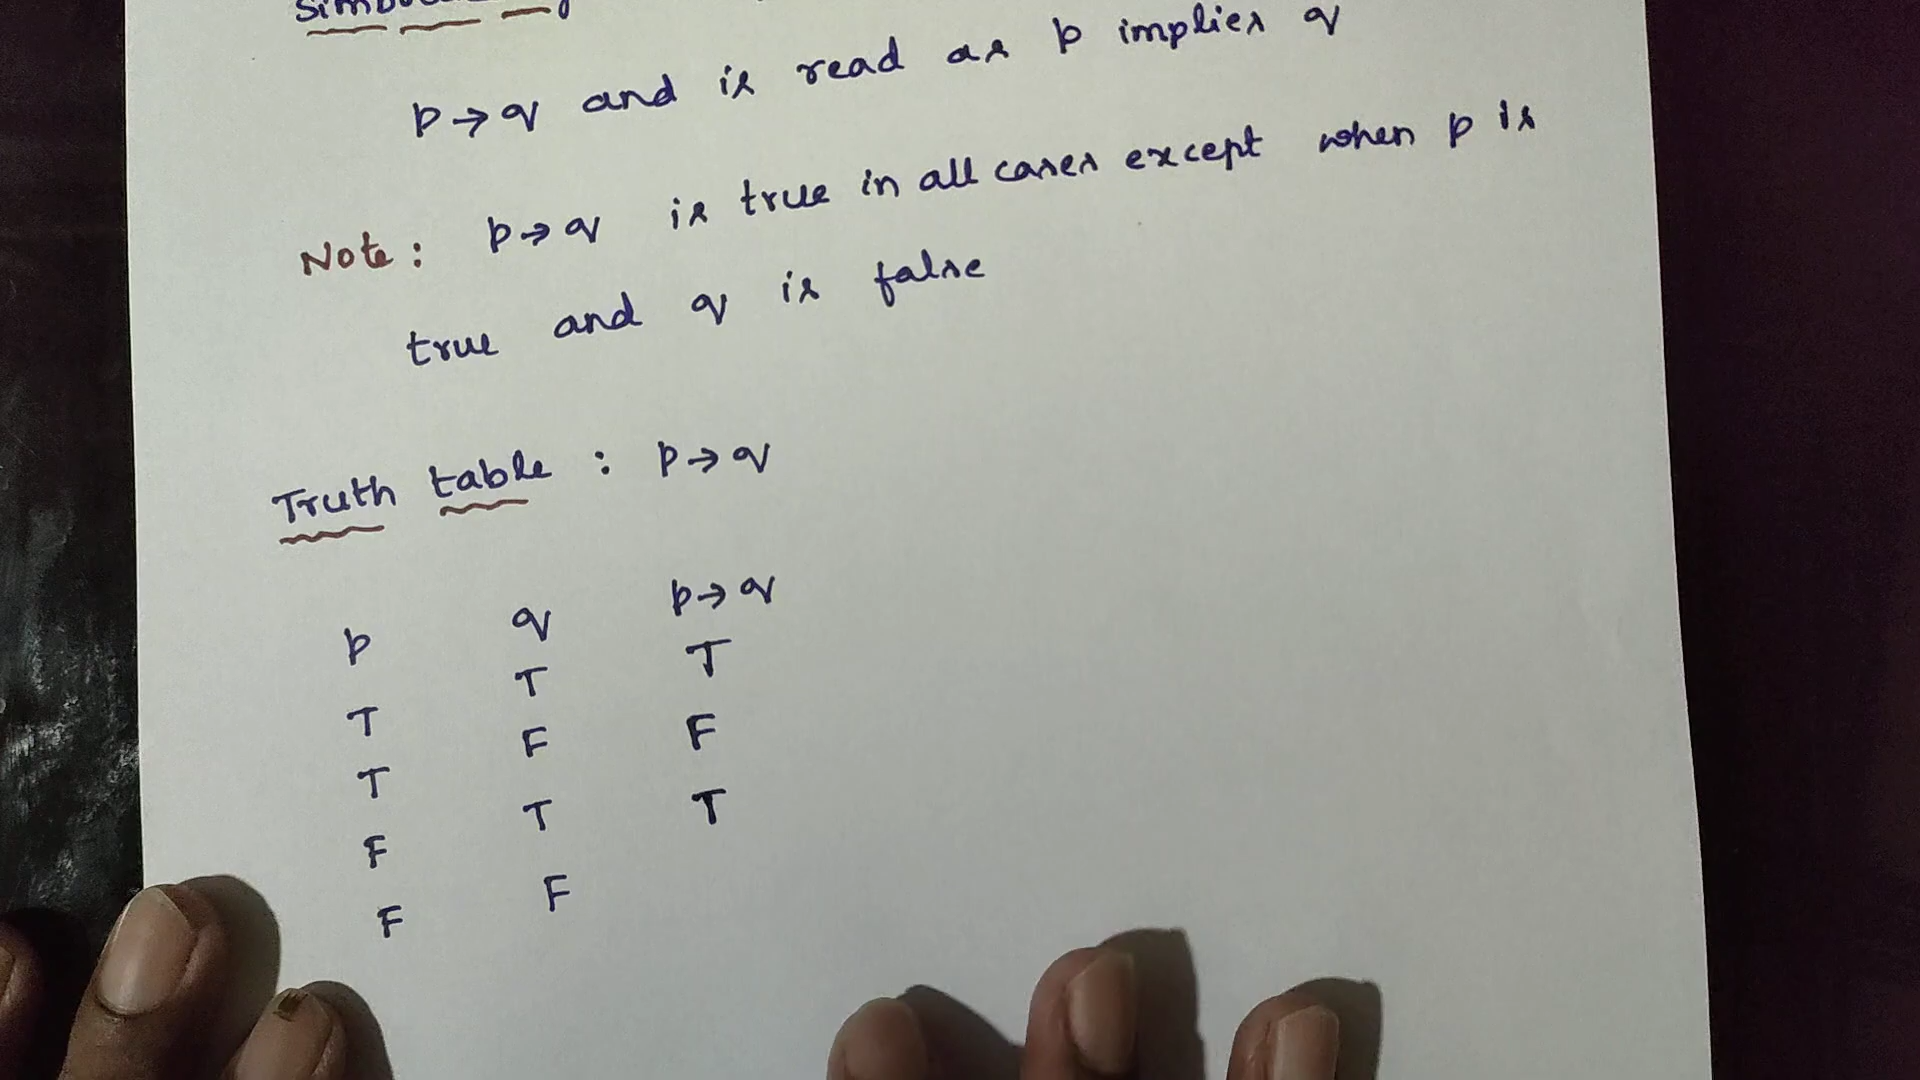 p→q and is read as p implies q
Note: p→q is true in all cases except when p is
true and q is false
Truth table : p→q
p q p→q
T T T
T F F
F T T
F F